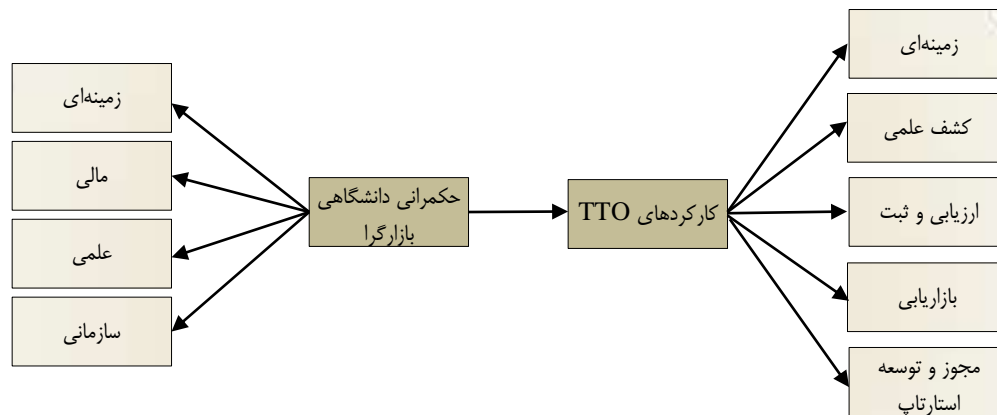 زمینه‌ای
کشف علمی
ارزیابی و ثبت
بازاریابی
مجوز و توسعه
استارتاپ
کارکردهای TTO
حکمرانی دانشگاهی
بازارگرا
زمینه‌ای
مالی
علمی
سازمانی